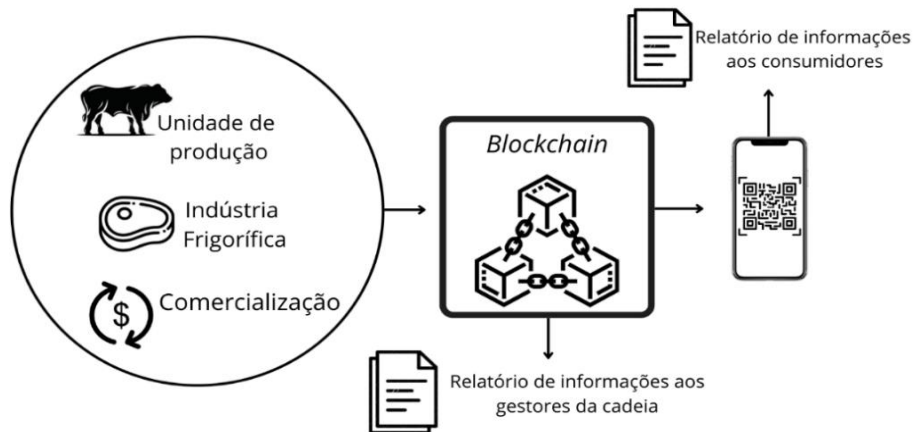 Relatório de informações
aos consumidores
Unidade de
produção
Blockchain
Indústria
Frigorífica
$
Comercialização
Relatório de informações aos
gestores da cadeia